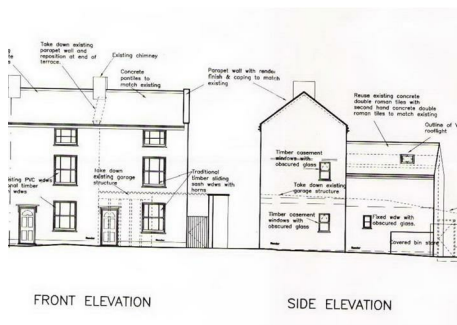 Take down existing
parapet wall and
reposition at end of
terrace.
Existing chimney
Concrete
pantiles to
match existing
Parapet wall with render
finish & coping to match
existing
Reuse existing concrete
double roman tiles with
second hand concrete double
roman tiles to match existing
Outline of
rooflight
Timber casement
windows with
obscured glass
take down
existing garage
structure
Traditional
timber sliding
sash wdws with
horns
Take down existing
garage structure
Timber casement
windows with
obscured glass
Fixed wdw with
obscured glass.
Covered bin store
Render
Render
Render
Render
FRONT ELEVATION
SIDE ELEVATION